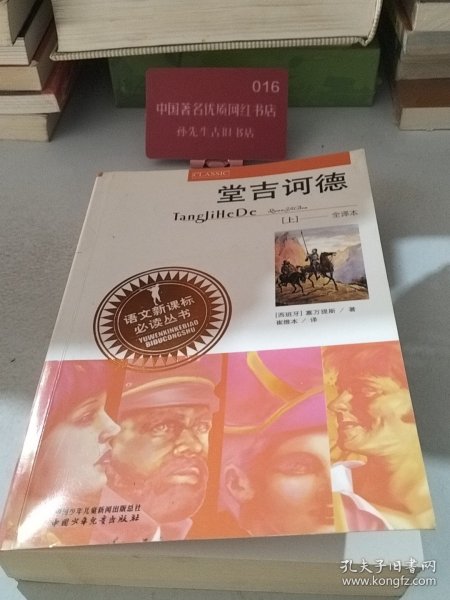 016
中国著名优质网红书店
孙先生古旧书店
CLASSIC
堂吉诃德
TangJiHeDe
[上]
全译本
[西班牙] 塞万提斯 / 著
崔维本 / 译
语文新课标
必读丛书
YUWENXINKEBIAO
BIDUCONGSHU
中国少年儿童新闻出版总社
中国少年儿童出版社
孔夫子旧书网
www.kongfz.com